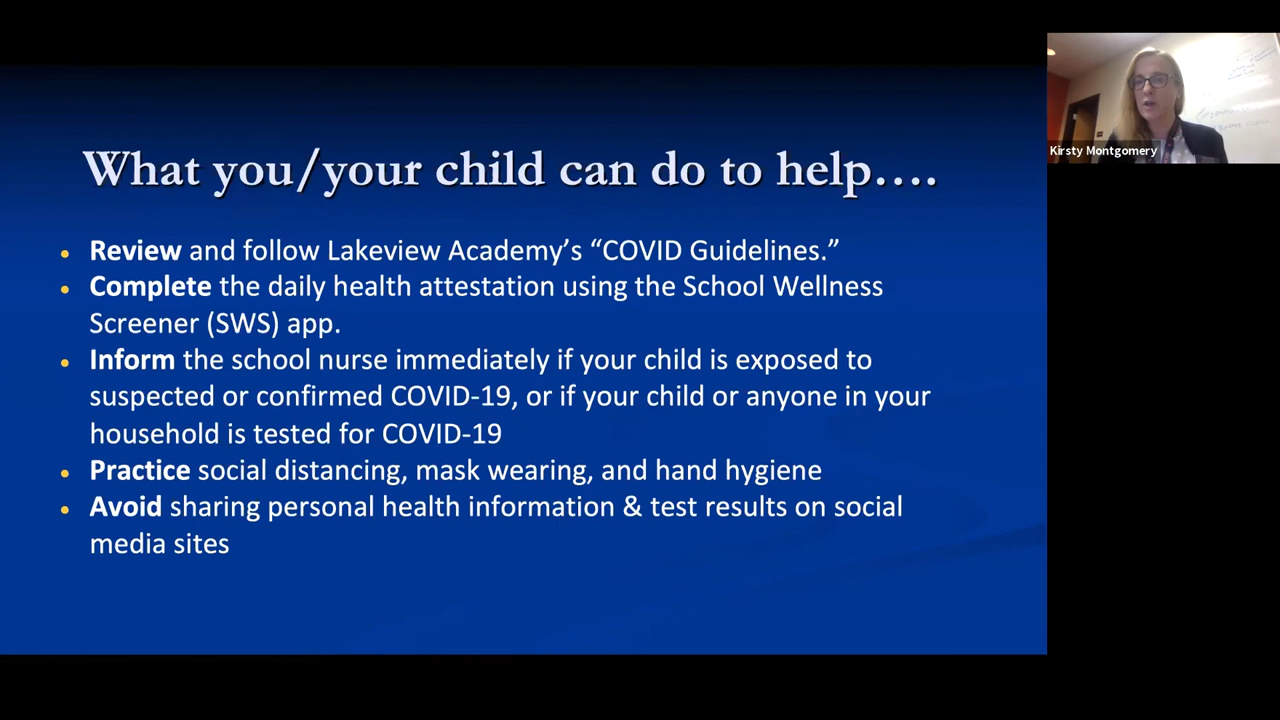 What you/your child can do to help….
• Review and follow Lakeview Academy’s “COVID Guidelines.”
• Complete the daily health attestation using the School Wellness
Screener (SWS) app.
• Inform the school nurse immediately if your child is exposed to
suspected or confirmed COVID-19, or if your child or anyone in your
household is tested for COVID-19
• Practice social distancing, mask wearing, and hand hygiene
• Avoid sharing personal health information & test results on social
media sites
Kirsty Montgomery